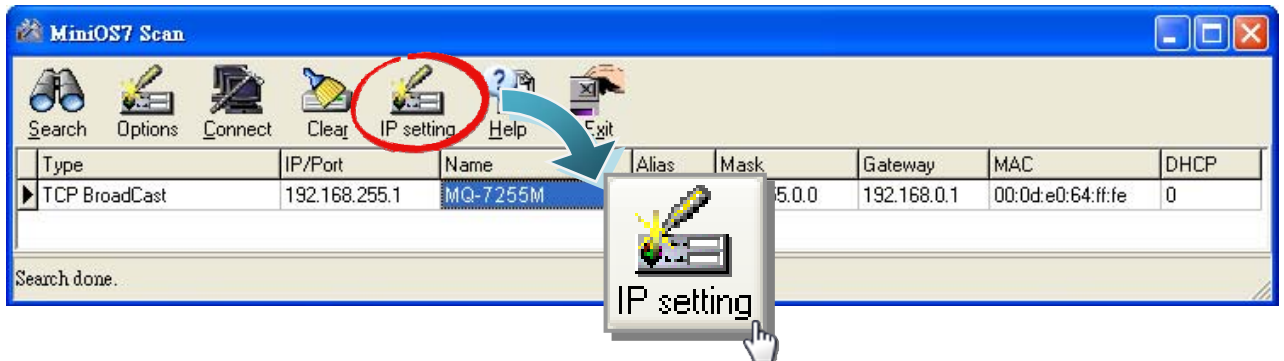 MiniOS7 Scan
Search Options Connect Clear IP setting Help Exit
Type IP/Port Name Alias Mask Gateway MAC DHCP
TCP BroadCast 192.168.255.1 MQ-7255M 5.0.0 192.168.0.1 00:0d:e0:64:ff:fe 0
IP setting
Search done.